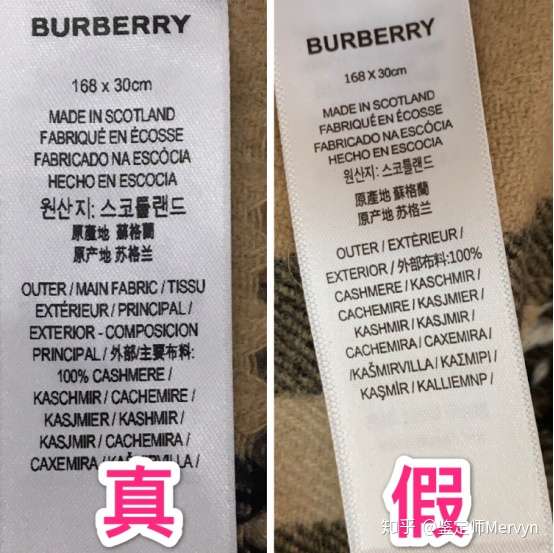 BURBERRY
168 x 30cm
MADE IN SCOTLAND
FABRIQUÉ EN ÉCOSSE
FABRICADO NA ESCÓCIA
HECHO EN ESCOCIA
원산지: 스코틀랜드
原產地 蘇格蘭
原产地 苏格兰
OUTER / MAIN FABRIC / TISSU
EXTÉRIEUR / PRINCIPAL /
EXTERIOR - COMPOSICION
PRINCIPAL / 外部/主要布料:
100% CASHMERE /
KASCHMIR / CACHEMIRE /
KASJMIER / KASHMIR /
KASJMIR / CACHEMIRA /
CAXEMIRA / KAŠMÍRVILLA /
真
BURBERRY
168 x 30cm
MADE IN SCOTLAND
FABRIQUÉ EN ÉCOSSE
FABRICADO NA ESCÓCIA
HECHO EN ESCOCIA
원산지: 스코틀랜드
原產地 蘇格蘭
原产地 苏格兰
OUTER / EXTÈRIEUR /
EXTERIOR / 外部布料:100%
CASHMERE / KASCHMIR /
CACHEMIRE / KASJMIER /
KASHMIR / KASJMIR /
CACHEMIRA / CAXEMIRA /
/KAŠMIRVILLA / ΚΑΣΜΙΡΙ /
KAŞMİR / KALLIEMNP /
假
知乎 @鉴定师Mervyn